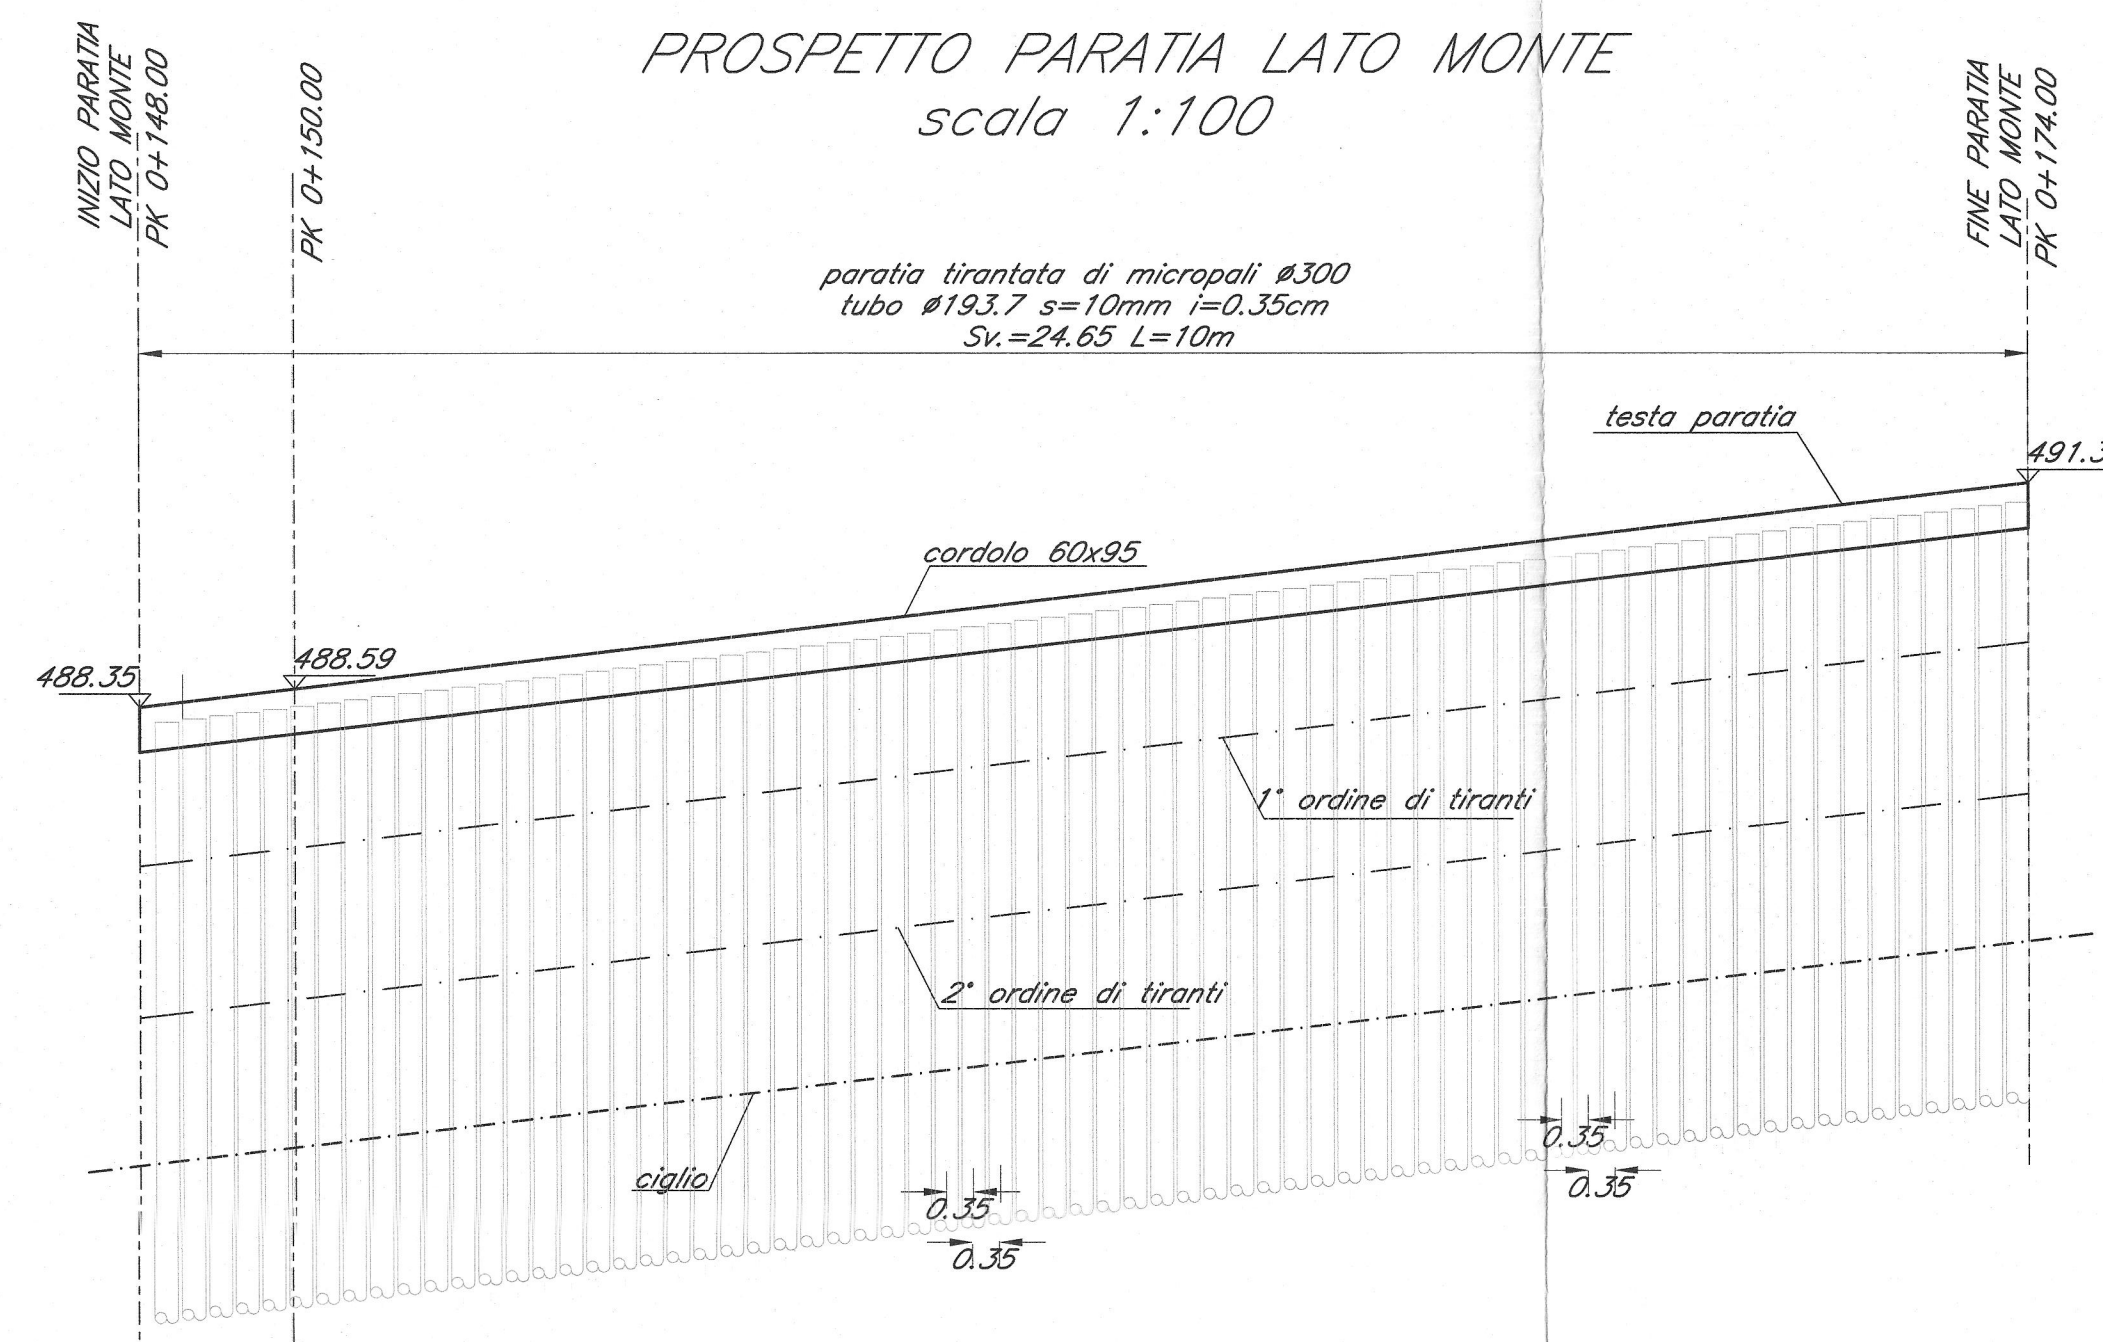 PROSPETTO PARATIA LATO MONTE
scala 1:100
INIZIO PARATIA
LATO MONTE
PK 0+148.00
PK 0+150.00
FINE PARATIA
LATO MONTE
PK 0+174.00
paratia tirantata di micropali ø300
tubo ø193.7 s=10mm i=0.35cm
Sv.=24.65 L=10m
testa paratia
491.3
cordolo 60x95
488.59
488.35
1° ordine di tiranti
2° ordine di tiranti
ciglio
0.35
0.35
0.35
0.35